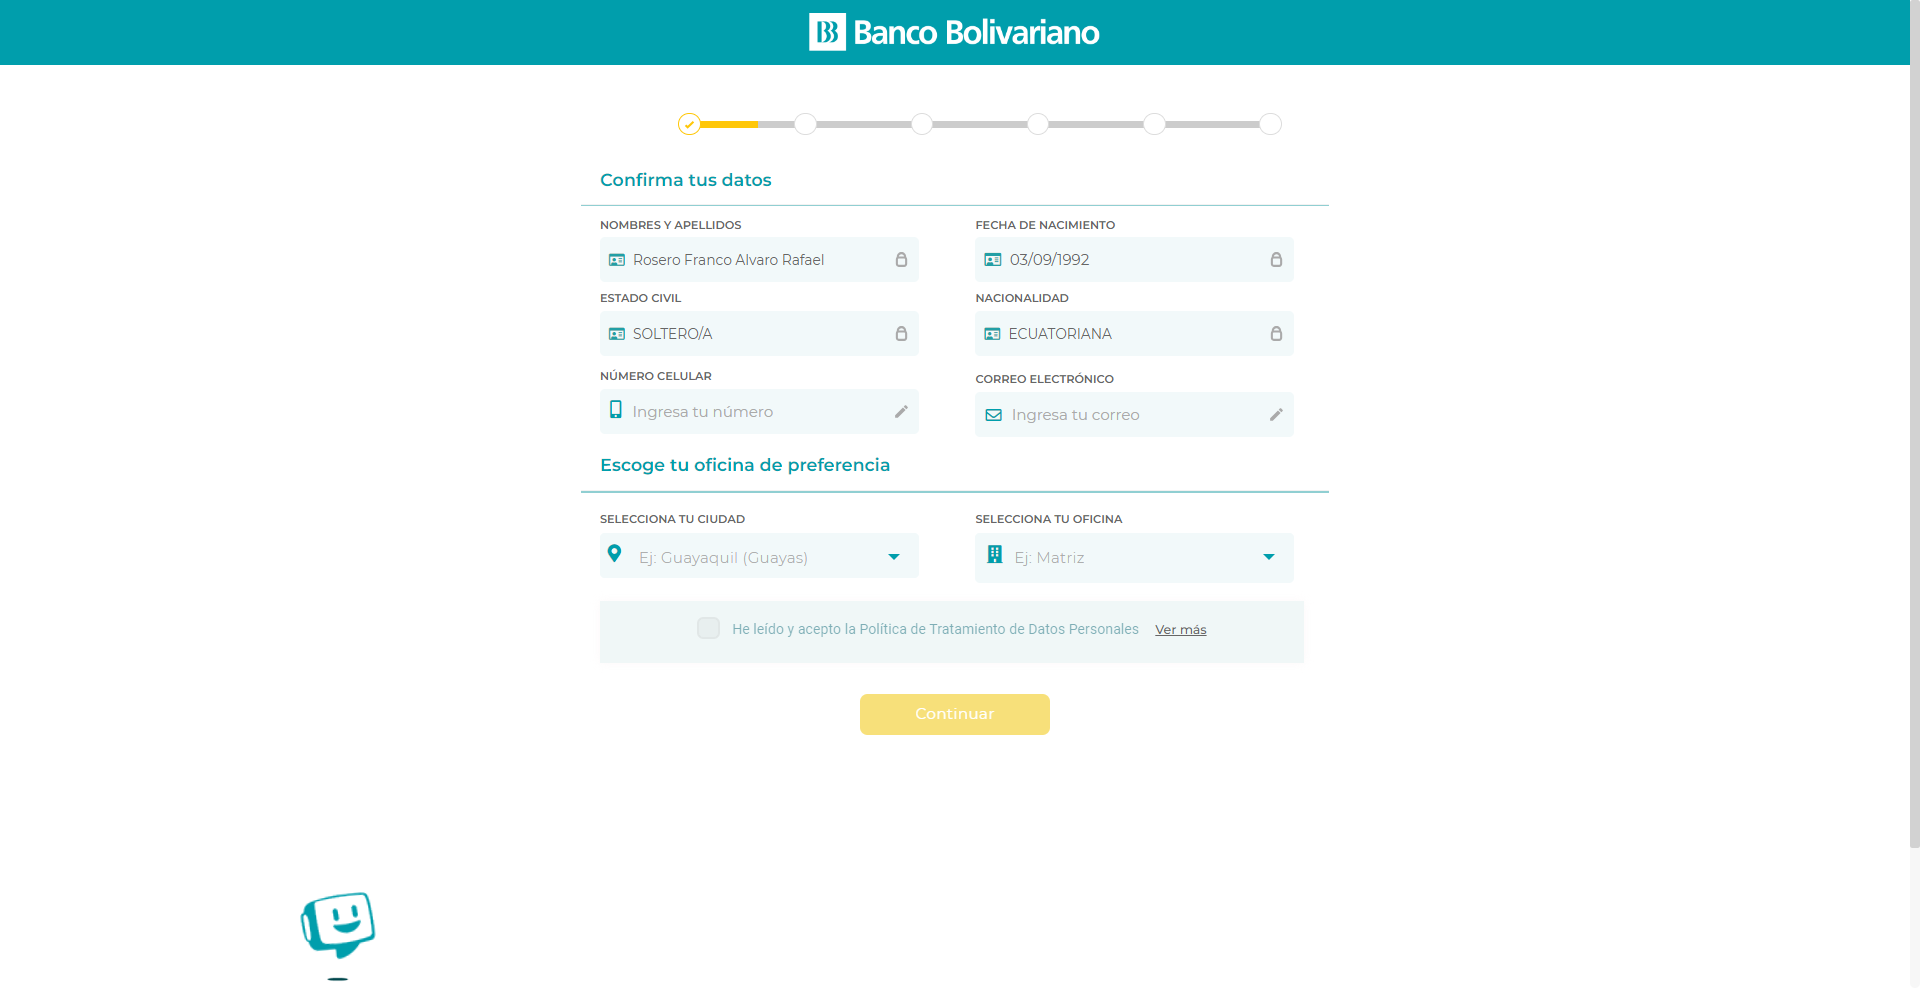 Banco Bolivariano
Confirma tus datos
NOMBRES Y APELLIDOS
Rosero Franco Alvaro Rafael
FECHA DE NACIMIENTO
03/09/1992
ESTADO CIVIL
SOLTERO/A
NACIONALIDAD
ECUATORIANA
NÚMERO CELULAR
Ingresa tu número
CORREO ELECTRÓNICO
Ingresa tu correo
Escoge tu oficina de preferencia
SELECCIONA TU CIUDAD
Ej: Guayaquil (Guayas)
SELECCIONA TU OFICINA
Ej: Matriz
He leído y acepto la Política de Tratamiento de Datos Personales Ver más
Continuar